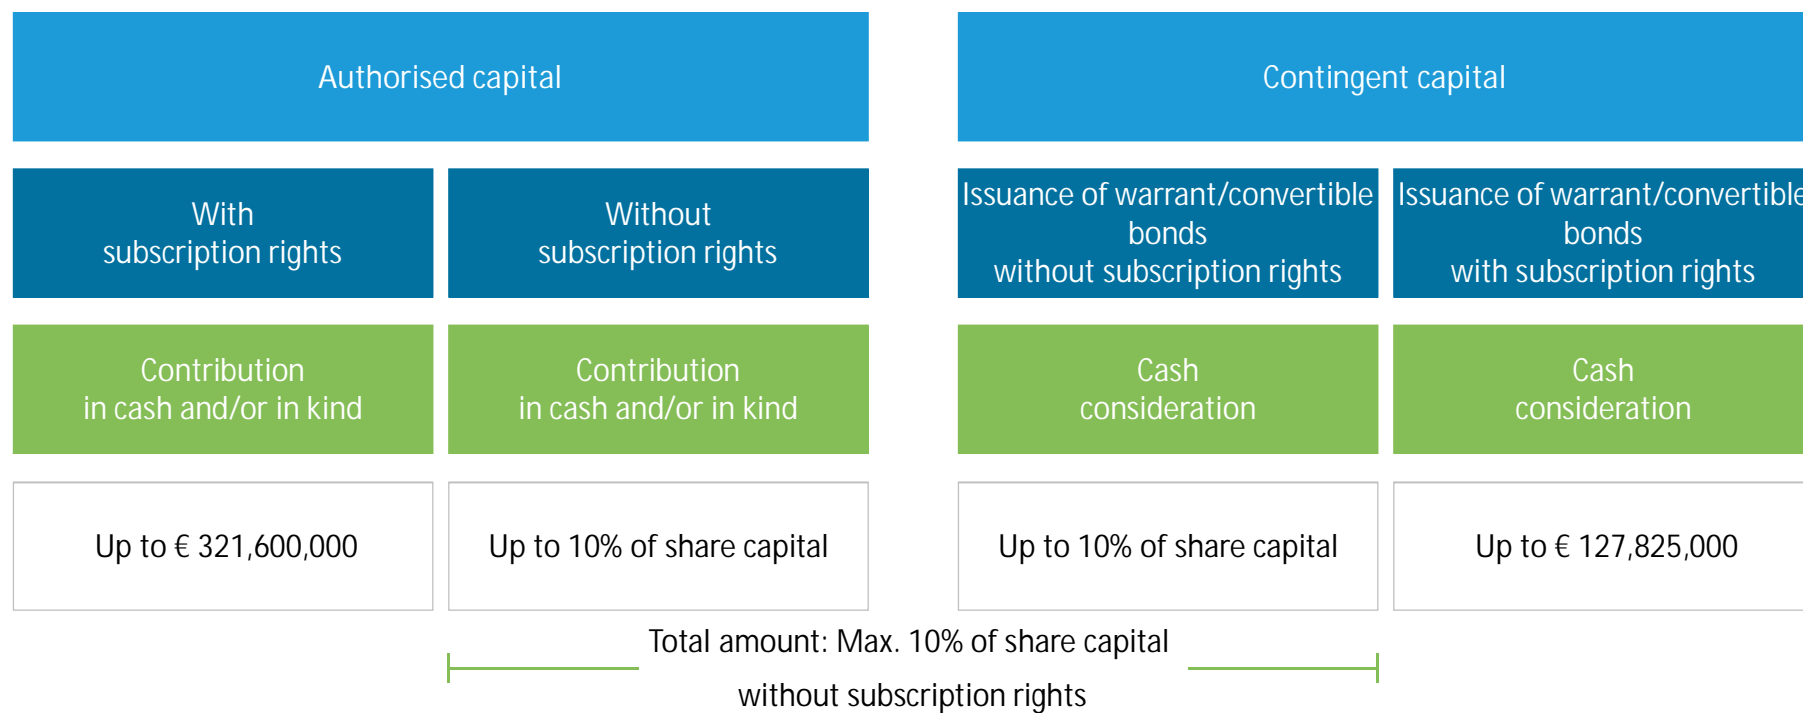 Authorised capital
Contingent capital
With
subscription rights
Without
subscription rights
Issuance of warrant/convertible
bonds
without subscription rights
Issuance of warrant/convertible
bonds
with subscription rights
Contribution
in cash and/or in kind
Contribution
in cash and/or in kind
Cash
consideration
Cash
consideration
Up to € 321,600,000
Up to 10% of share capital
Up to 10% of share capital
Up to € 127,825,000
Total amount: Max. 10% of share capital
without subscription rights